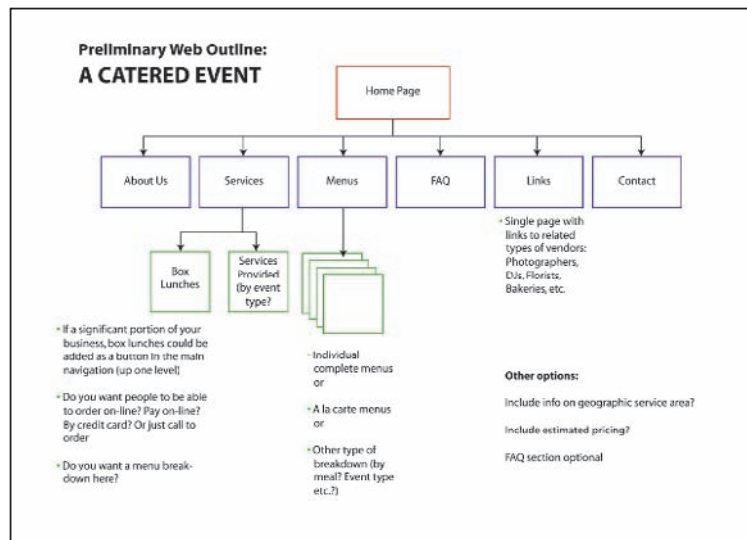 Preliminary Web Outline:
A CATERED EVENT
Home Page
About Us
Services
Menus
FAQ
Links
Contact
Box
Lunches
Services
Provided
(by event
type?
• Single page with
links to related
types of vendors:
Photographers,
DJs, Florists,
Bakeries, etc.
• If a significant portion of your
business, box lunches could be
added as a button in the main
navigation (up one level)
• Do you want people to be able
to order on-line? Pay on-line?
By credit card? Or just call to
order
• Do you want a menu break-
down here?
• Individual
complete menus
or
• A la carte menus
or
• Other type of
breakdown (by
meal? Event type
etc.?)
Other options:
Include info on geographic service area?
Include estimated pricing?
FAQ section optional